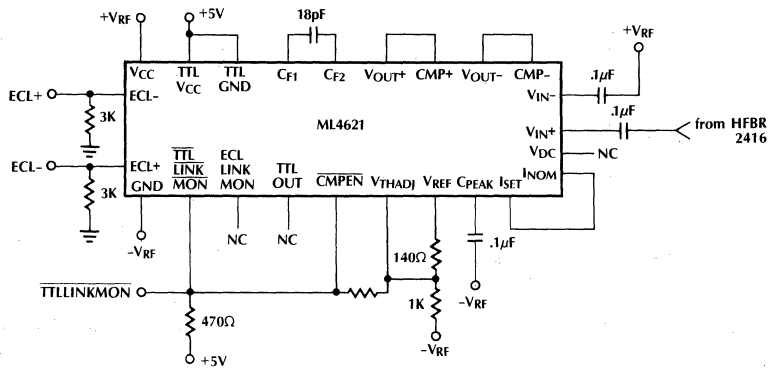 +VRF
+5V
18pF
+VRF
VCC
TTL VCC
TTL GND
CF1
CF2
VOUT+
CMP+
VOUT−
CMP−
ECL+
ECL−
VIN−
.1µF
3K
ML4621
.1µF
VIN+
from HFBR 2416
VDC
NC
ECL−
ECL+
GND
TTL LINK MON
ECL LINK MON
TTL OUT
CMPEN
VTHADJ
VREF
CPEAK
ISET
INOM
3K
−VRF
NC
NC
140Ω
.1µF
TTLLINKMON
470Ω
1K
−VRF
−VRF
+5V